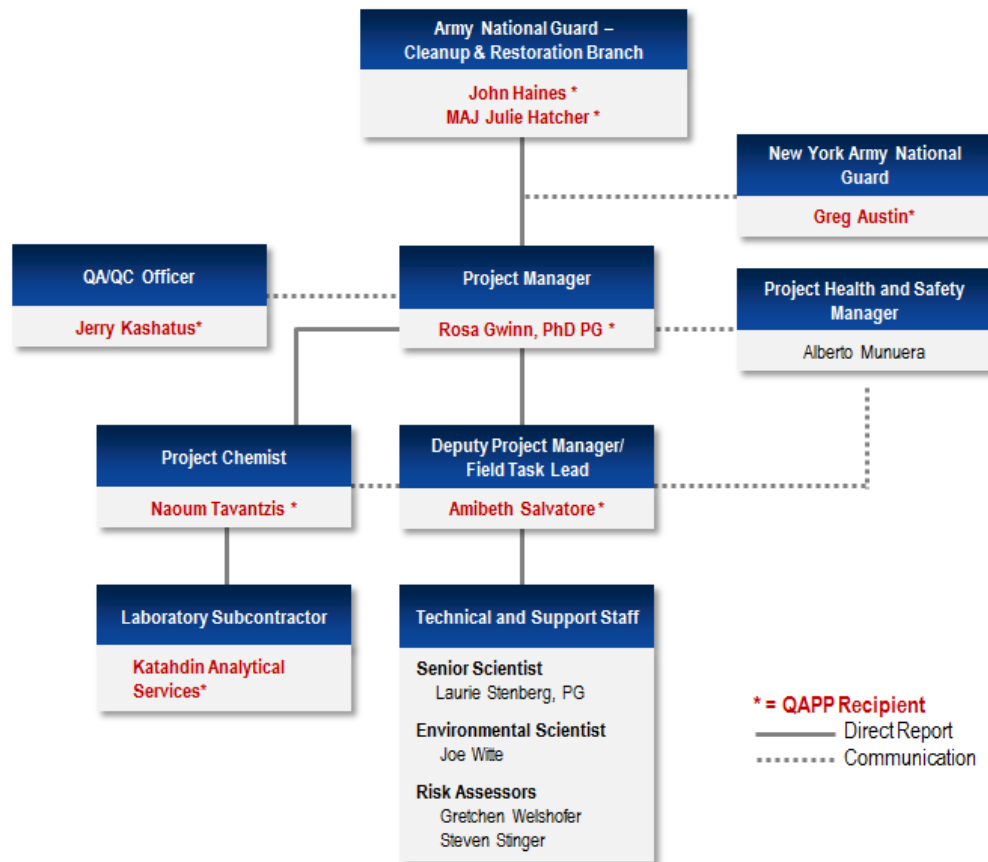 Army National Guard –
Cleanup & Restoration Branch
John Haines *
MAJ Julie Hatcher *
New York Army National
Guard
Greg Austin*
QA/QC Officer
Jerry Kashatus*
Project Manager
Rosa Gwinn, PhD PG *
Project Health and Safety
Manager
Alberto Munuera
Project Chemist
Naoum Tavantzis *
Deputy Project Manager/
Field Task Lead
Amibeth Salvatore*
Laboratory Subcontractor
Katahdin Analytical
Services*
Technical and Support Staff
Senior Scientist
Laurie Stenberg, PG
Environmental Scientist
Joe Witte
Risk Assessors
Gretchen Welshofer
Steven Stinger
* = QAPP Recipient
Direct Report
Communication